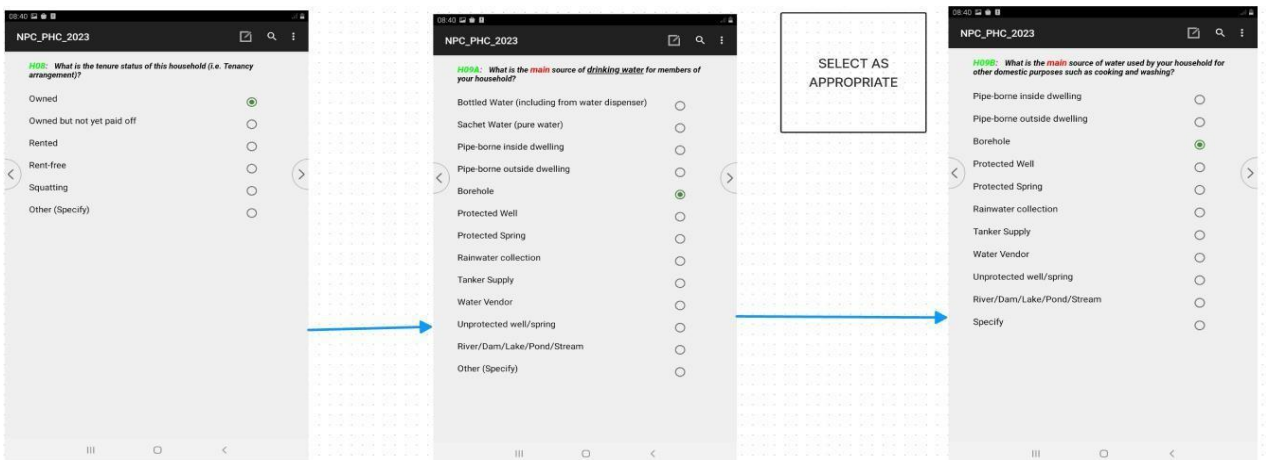 08:40
NPC_PHC_2023
H08: What is the tenure status of this household (i.e. Tenancy
arrangement)?
Owned
Owned but not yet paid off
Rented
Rent-free
Squatting
Other (Specify)
08:40
NPC_PHC_2023
H09A: What is the main source of drinking water for members of
your household?
Bottled Water (including from water dispenser)
Sachet Water (pure water)
Pipe-borne inside dwelling
Pipe-borne outside dwelling
Borehole
Protected Well
Protected Spring
Rainwater collection
Tanker Supply
Water Vendor
Unprotected well/spring
River/Dam/Lake/Pond/Stream
Other (Specify)
SELECT AS
APPROPRIATE
08:40
NPC_PHC_2023
H09B: What is the main source of water used by your household for
other domestic purposes such as cooking and washing?
Pipe-borne inside dwelling
Pipe-borne outside dwelling
Borehole
Protected Well
Protected Spring
Rainwater collection
Tanker Supply
Water Vendor
Unprotected well/spring
River/Dam/Lake/Pond/Stream
Specify